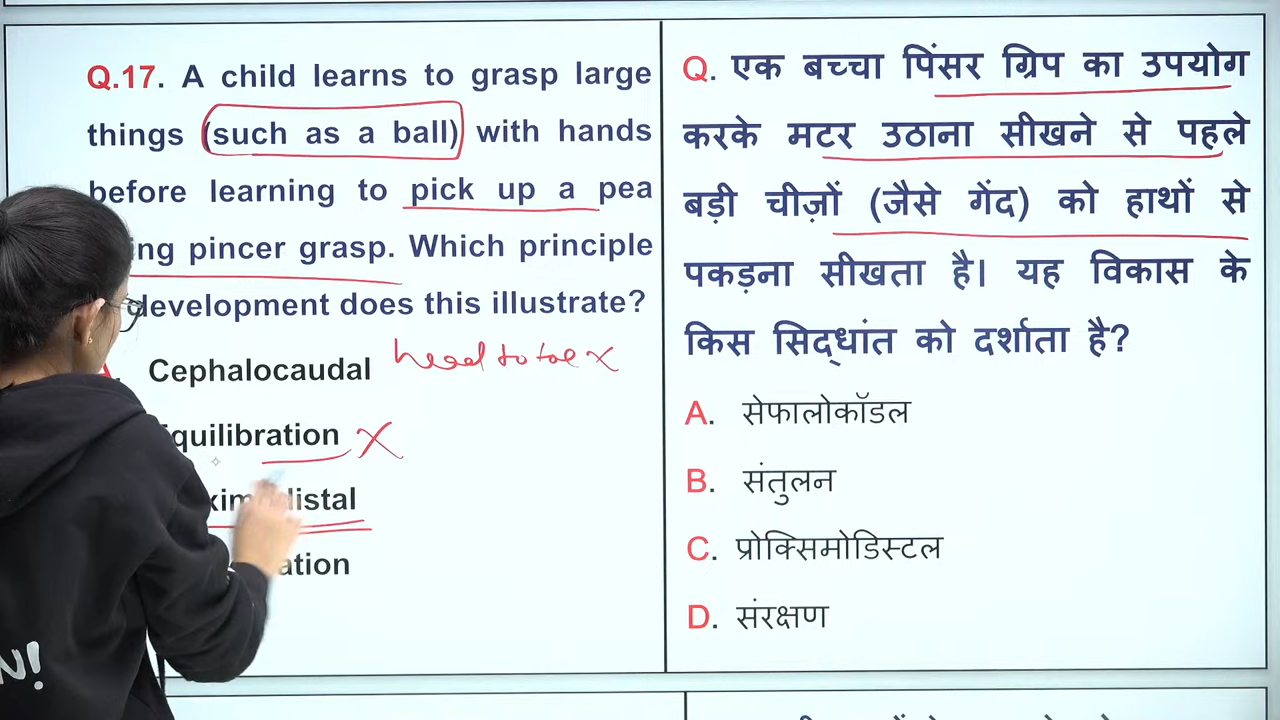 Q.17. A child learns to grasp large
things (such as a ball) with hands
before learning to pick up a pea
ing pincer grasp. Which principle
development does this illustrate?
Cephalocaudal head to toe x
quilibration X
distal
ation
Q. एक बच्चा पिंसर ग्रिप का उपयोग
करके मटर उठाना सीखने से पहले
बड़ी चीज़ों (जैसे गेंद) को हाथों से
पकड़ना सीखता है। यह विकास के
किस सिद्धांत को दर्शाता है?
A. सेफालोकॉडल
B. संतुलन
C. प्रोक्सिमोडिस्टल
D. संरक्षण